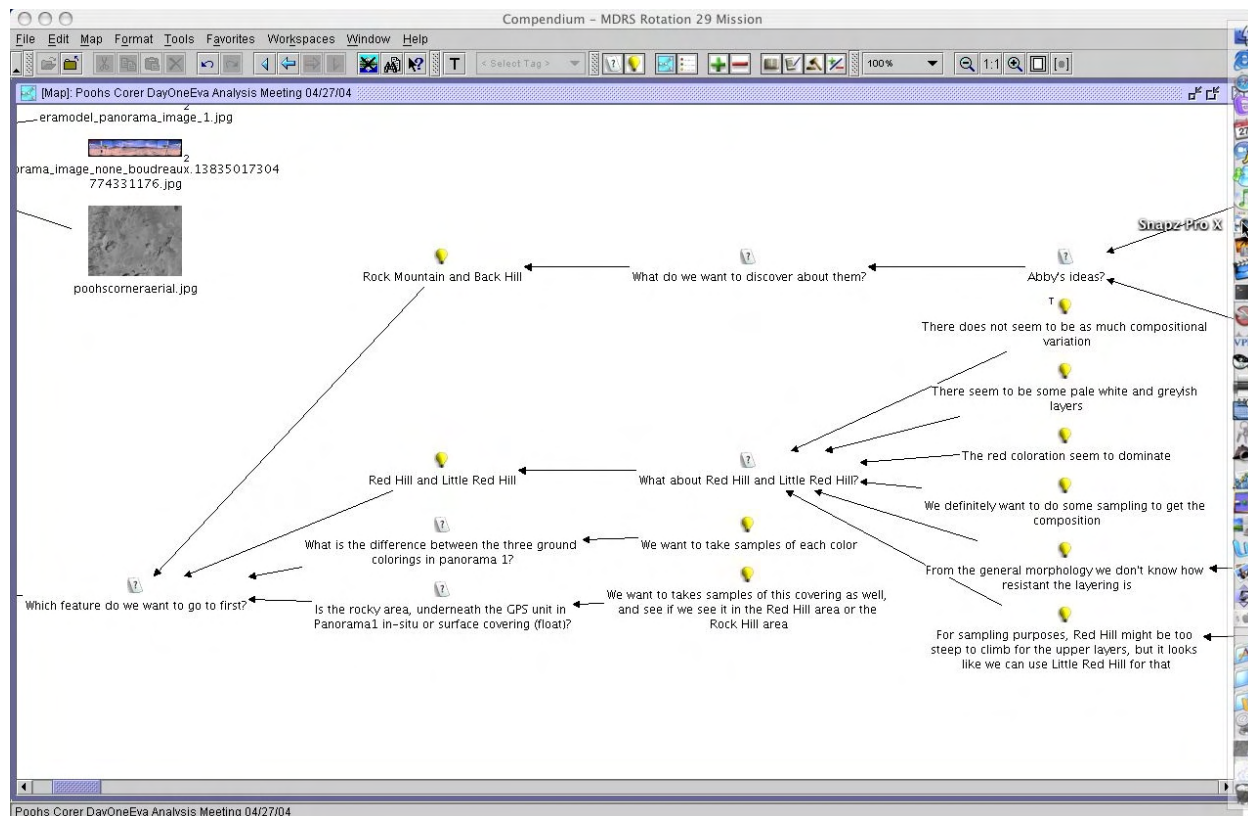 Compendium – MDRS Rotation 29 Mission
File Edit Map Format Tools Favorites Workspaces Window Help
T < Select Tag > 100% 1:1
[Map]: Poohs Corer DayOneEva Analysis Meeting 04/27/04
2
eramodel_panorama_image_1.jpg
2
orama_image_none_boudreaux.13835017304
774331176.jpg
poohscorneraerial.jpg
Snapz Pro X
Rock Mountain and Back Hill
What do we want to discover about them?
Abby's ideas?
T
There does not seem to be as much compositional
variation
There seem to be some pale white and greyish
layers
The red coloration seem to dominate
Red Hill and Little Red Hill
What about Red Hill and Little Red Hill?
We definitely want to do some sampling to get the
composition
What is the difference between the three ground
colorings in panorama 1?
We want to take samples of each color
From the general morphology we don't know how
resistant the layering is
Which feature do we want to go to first?
Is the rocky area, underneath the GPS unit in
Panorama1 in-situ or surface covering (float)?
We want to takes samples of this covering as well,
and see if we see it in the Red Hill area or the
Rock Hill area
For sampling purposes, Red Hill might be too
steep to climb for the upper layers, but it looks
like we can use Little Red Hill for that
Poohs Corer DayOneEva Analysis Meeting 04/27/04